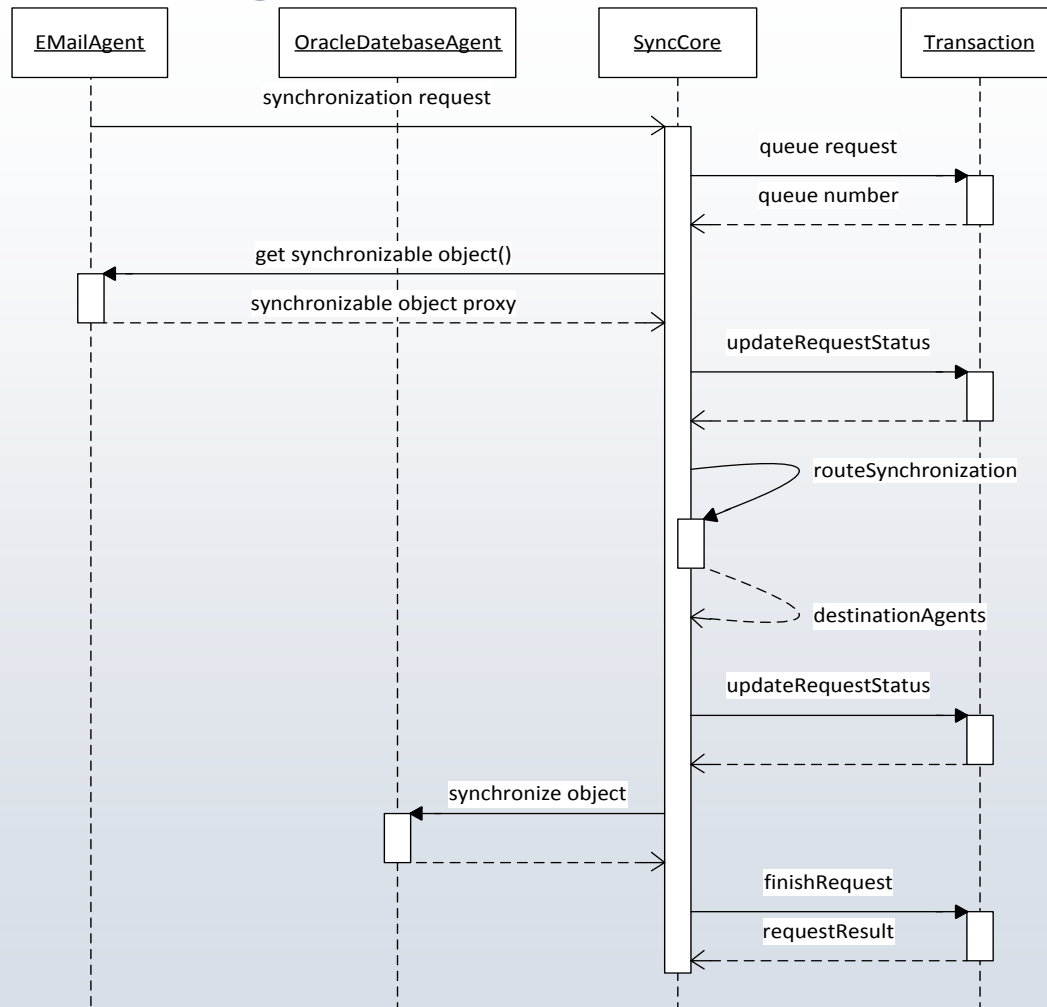 EMailAgent
OracleDatebaseAgent
SyncCore
Transaction
synchronization request
queue request
queue number
get synchronizable object()
synchronizable object proxy
updateRequestStatus
routeSynchronization
destinationAgents
updateRequestStatus
synchronize object
finishRequest
requestResult